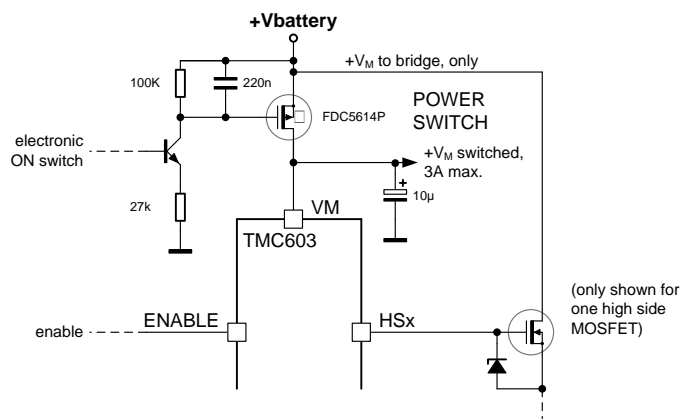 +Vbattery
+VM to bridge, only
100K
220n
FDC5614P
POWER
SWITCH
electronic
ON switch
+VM switched,
3A max.
+
10µ
27k
VM
TMC603
(only shown for
one high side
MOSFET)
enable
ENABLE
HSx